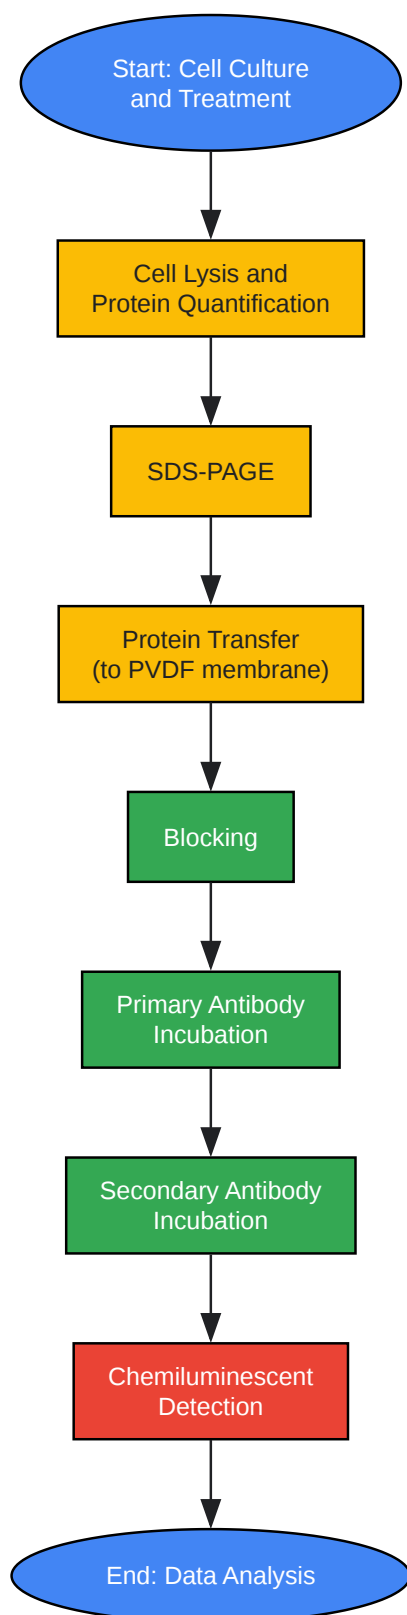 Start: Cell Culture
and Treatment
Cell Lysis and
Protein Quantification
SDS-PAGE
Protein Transfer
(to PVDF membrane)
Blocking
Primary Antibody
Incubation
Secondary Antibody
Incubation
Chemiluminescent
Detection
End: Data Analysis